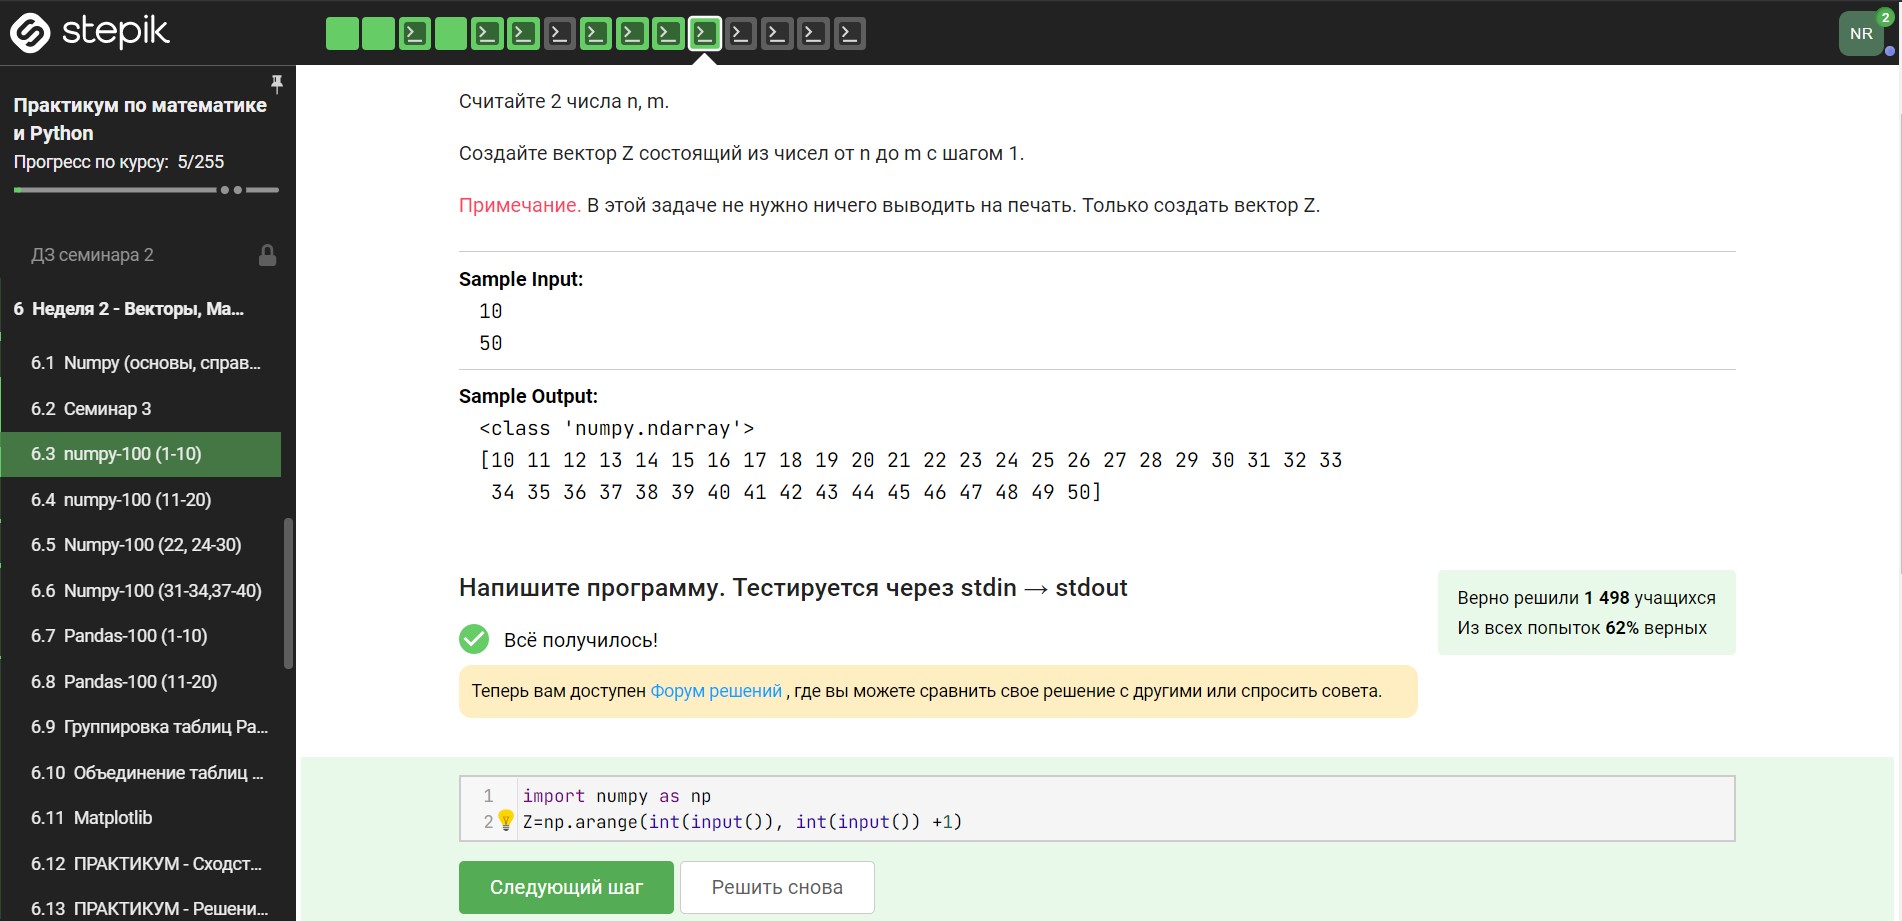 stepik
NR
2
Практикум по математике
и Python
Прогресс по курсу: 5/255
ДЗ семинара 2
6 Неделя 2 - Векторы, Ма...
6.1 Numpy (основы, справ...
6.2 Семинар 3
6.3 numpy-100 (1-10)
6.4 numpy-100 (11-20)
6.5 Numpy-100 (22, 24-30)
6.6 Numpy-100 (31-34,37-40)
6.7 Pandas-100 (1-10)
6.8 Pandas-100 (11-20)
6.9 Группировка таблиц Pa...
6.10 Объединение таблиц ...
6.11 Matplotlib
6.12 ПРАКТИКУМ - Сходст...
6.13 ПРАКТИКУМ - Решени...
Считайте 2 числа n, m.
Создайте вектор Z состоящий из чисел от n до m с шагом 1.
Примечание. В этой задаче не нужно ничего выводить на печать. Только создать вектор Z.
Sample Input:
10
50
Sample Output:
<class 'numpy.ndarray'>
[10 11 12 13 14 15 16 17 18 19 20 21 22 23 24 25 26 27 28 29 30 31 32 33
34 35 36 37 38 39 40 41 42 43 44 45 46 47 48 49 50]
Напишите программу. Тестируется через stdin → stdout
Верно решили 1 498 учащихся
Из всех попыток 62% верных
Всё получилось!
Теперь вам доступен Форум решений , где вы можете сравнить свое решение с другими или спросить совета.
1 import numpy as np
2 Z=np.arange(int(input()), int(input()) +1)
Следующий шаг
Решить снова